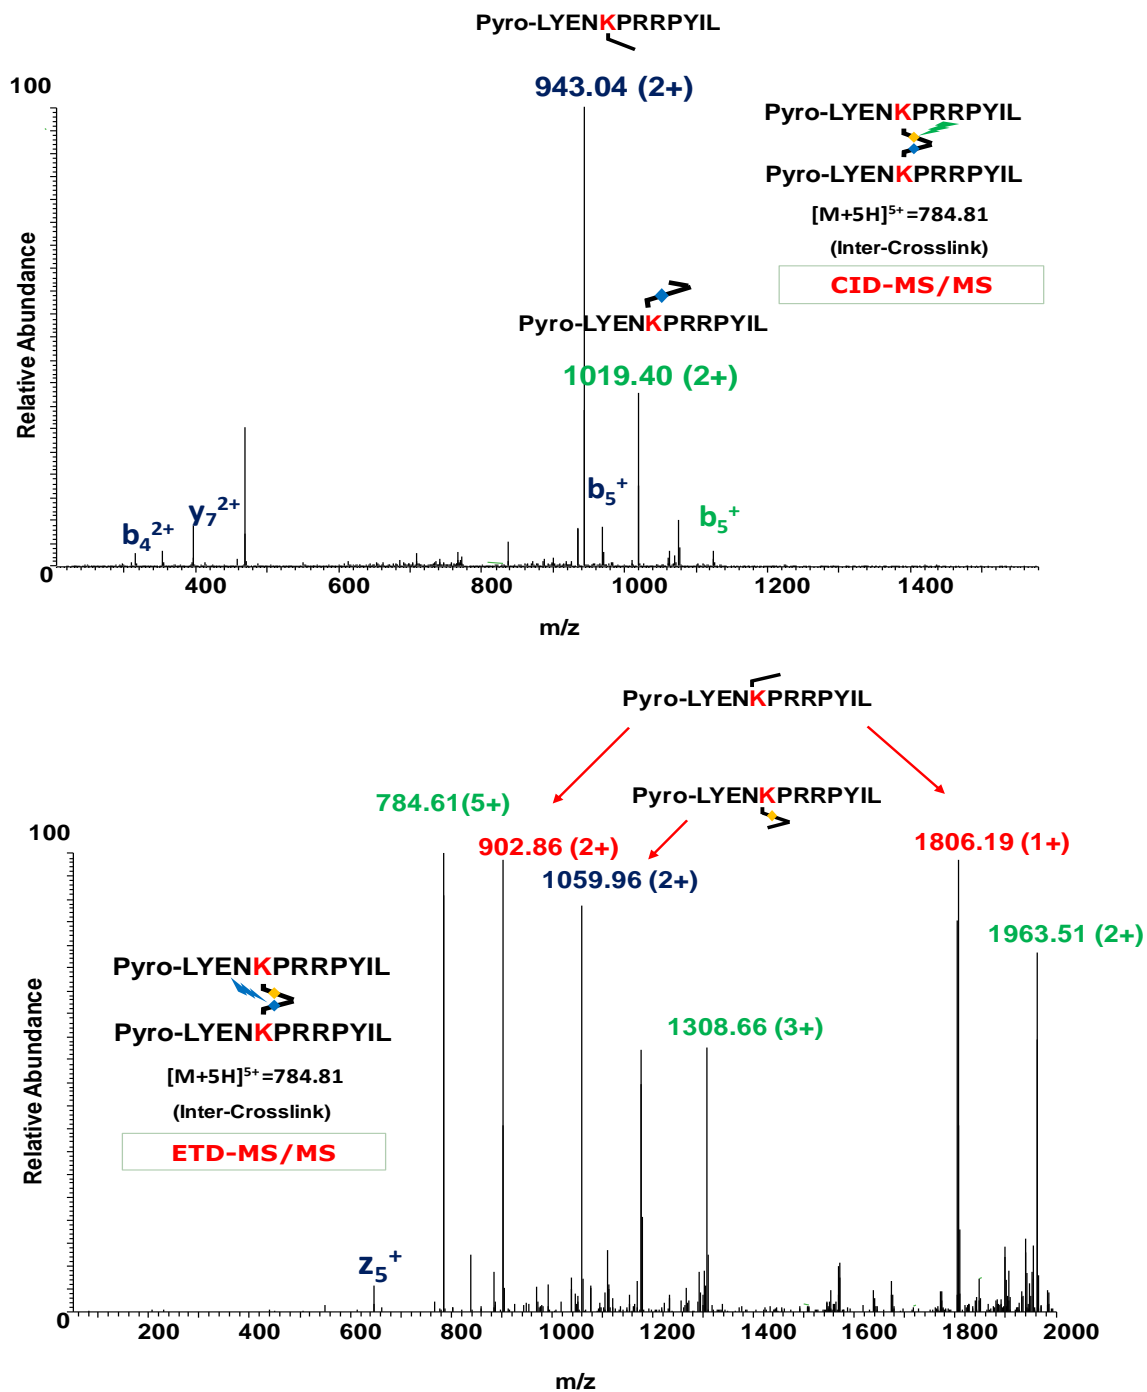 Pyro-LYENKPRRPYIL
100
943.04 (2+)
Pyro-LYENKPRRPYIL
Pyro-LYENKPRRPYIL
[M+5H]5+=784.81
(Inter-Crosslink)
CID-MS/MS
Pyro-LYENKPRRPYIL
1019.40 (2+)
Relative Abundance
b5+
y72+
b5+
b42+
0
400
600
800
1000
1200
1400
m/z
Pyro-LYENKPRRPYIL
784.61(5+)
Pyro-LYENKPRRPYIL
100
902.86 (2+)
1806.19 (1+)
1059.96 (2+)
1963.51 (2+)
Pyro-LYENKPRRPYIL
Pyro-LYENKPRRPYIL
1308.66 (3+)
[M+5H]5+=784.81
(Inter-Crosslink)
ETD-MS/MS
Relative Abundance
z5+
0
200
400
600
800
1000
1200
1400
1600
1800
2000
m/z